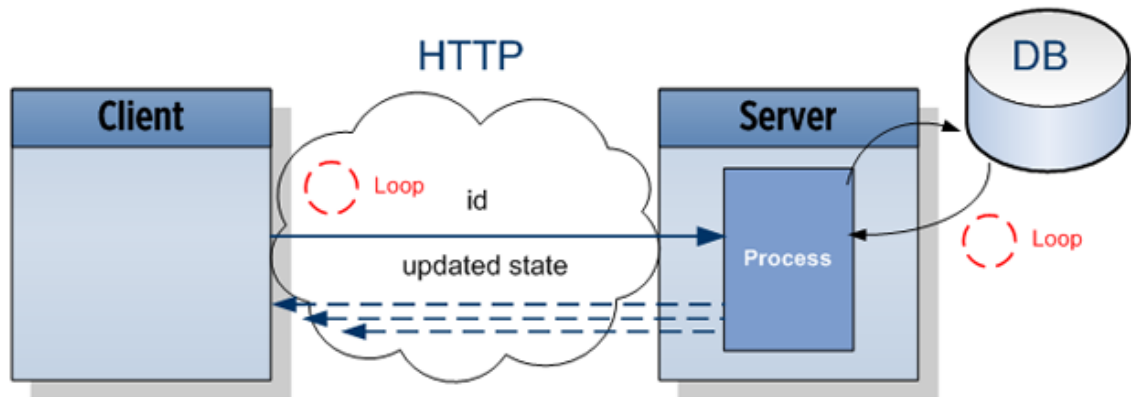 HTTP
DB
Client
Server
Loop
id
updated state
Process
Loop